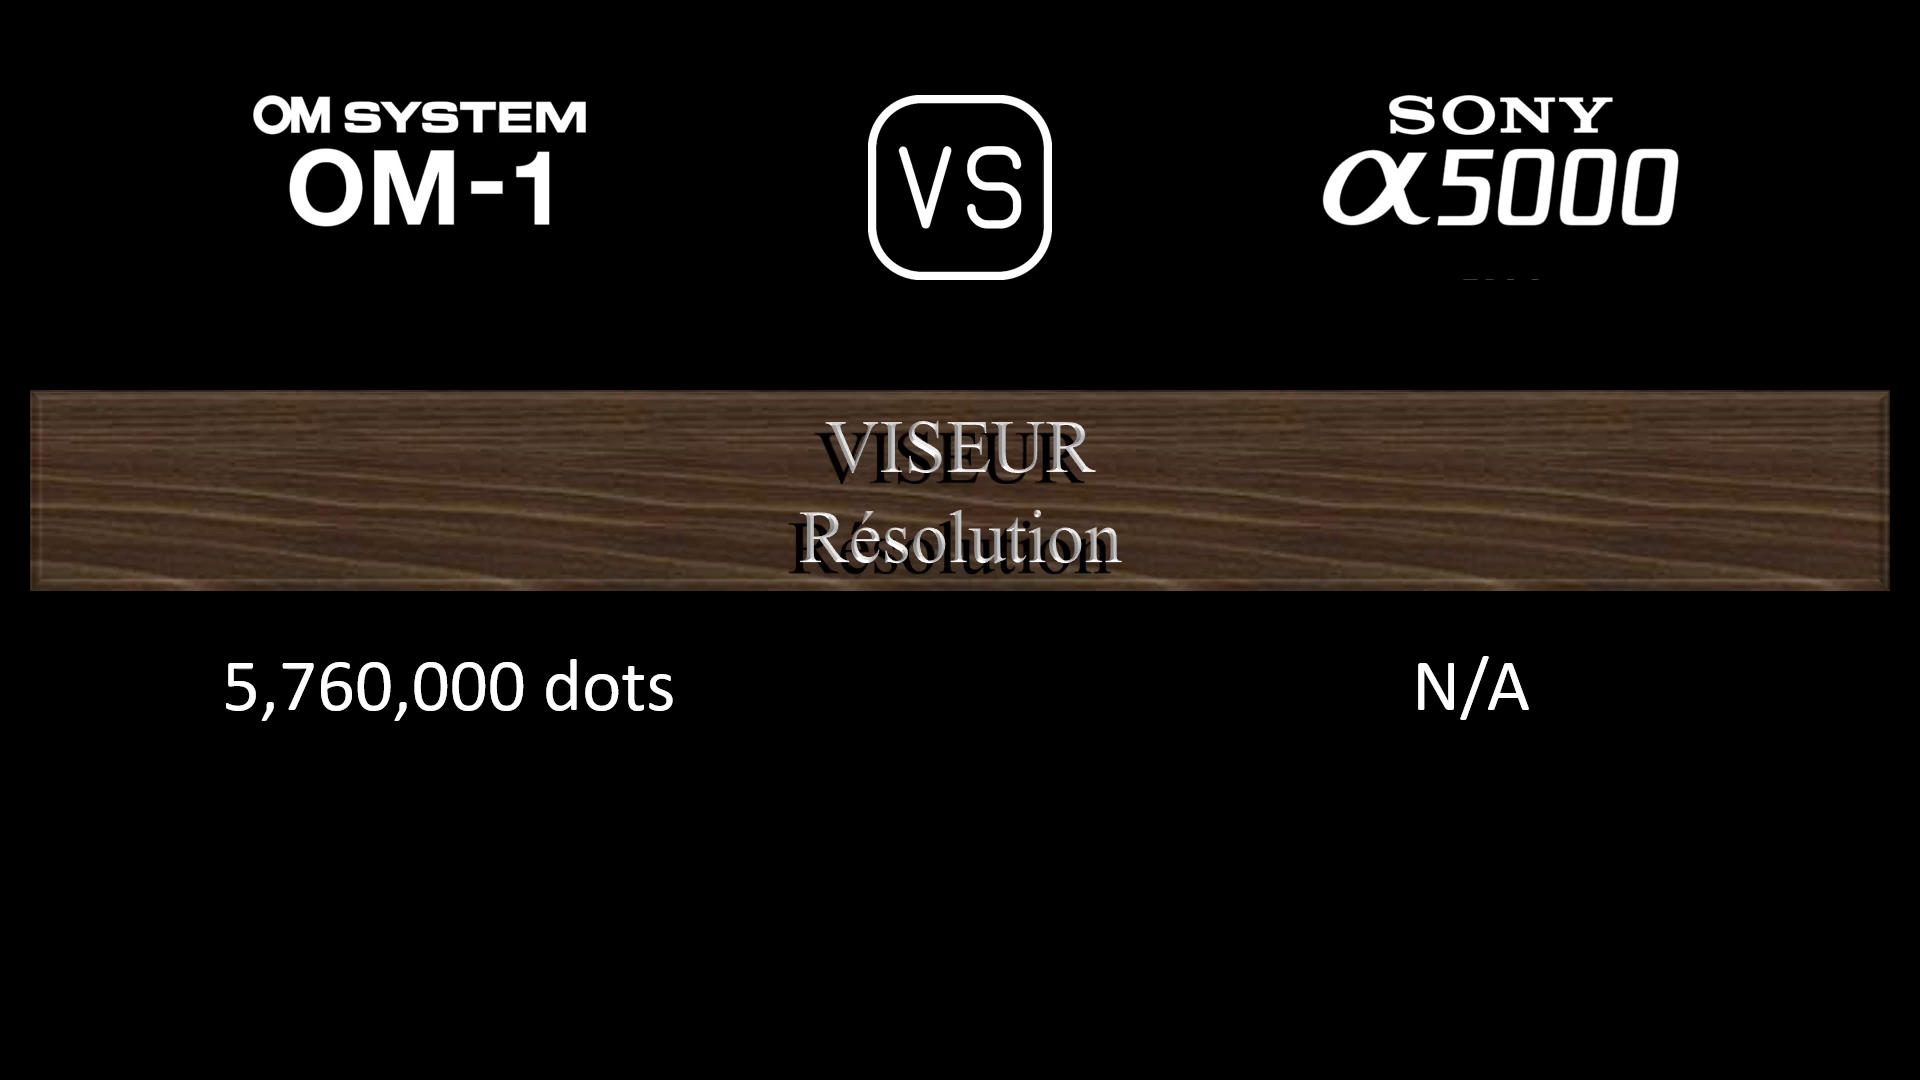 OM SYSTEM
OM-1
VS
SONY
α5000
VISEUR
Résolution
5,760,000 dots
N/A